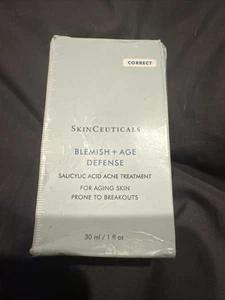 CORRECT
SKINCEUTICALS
BLEMISH + AGE
DEFENSE
SALICYLIC ACID ACNE TREATMENT
FOR AGING SKIN
PRONE TO BREAKOUTS
30 ml / 1 fl oz